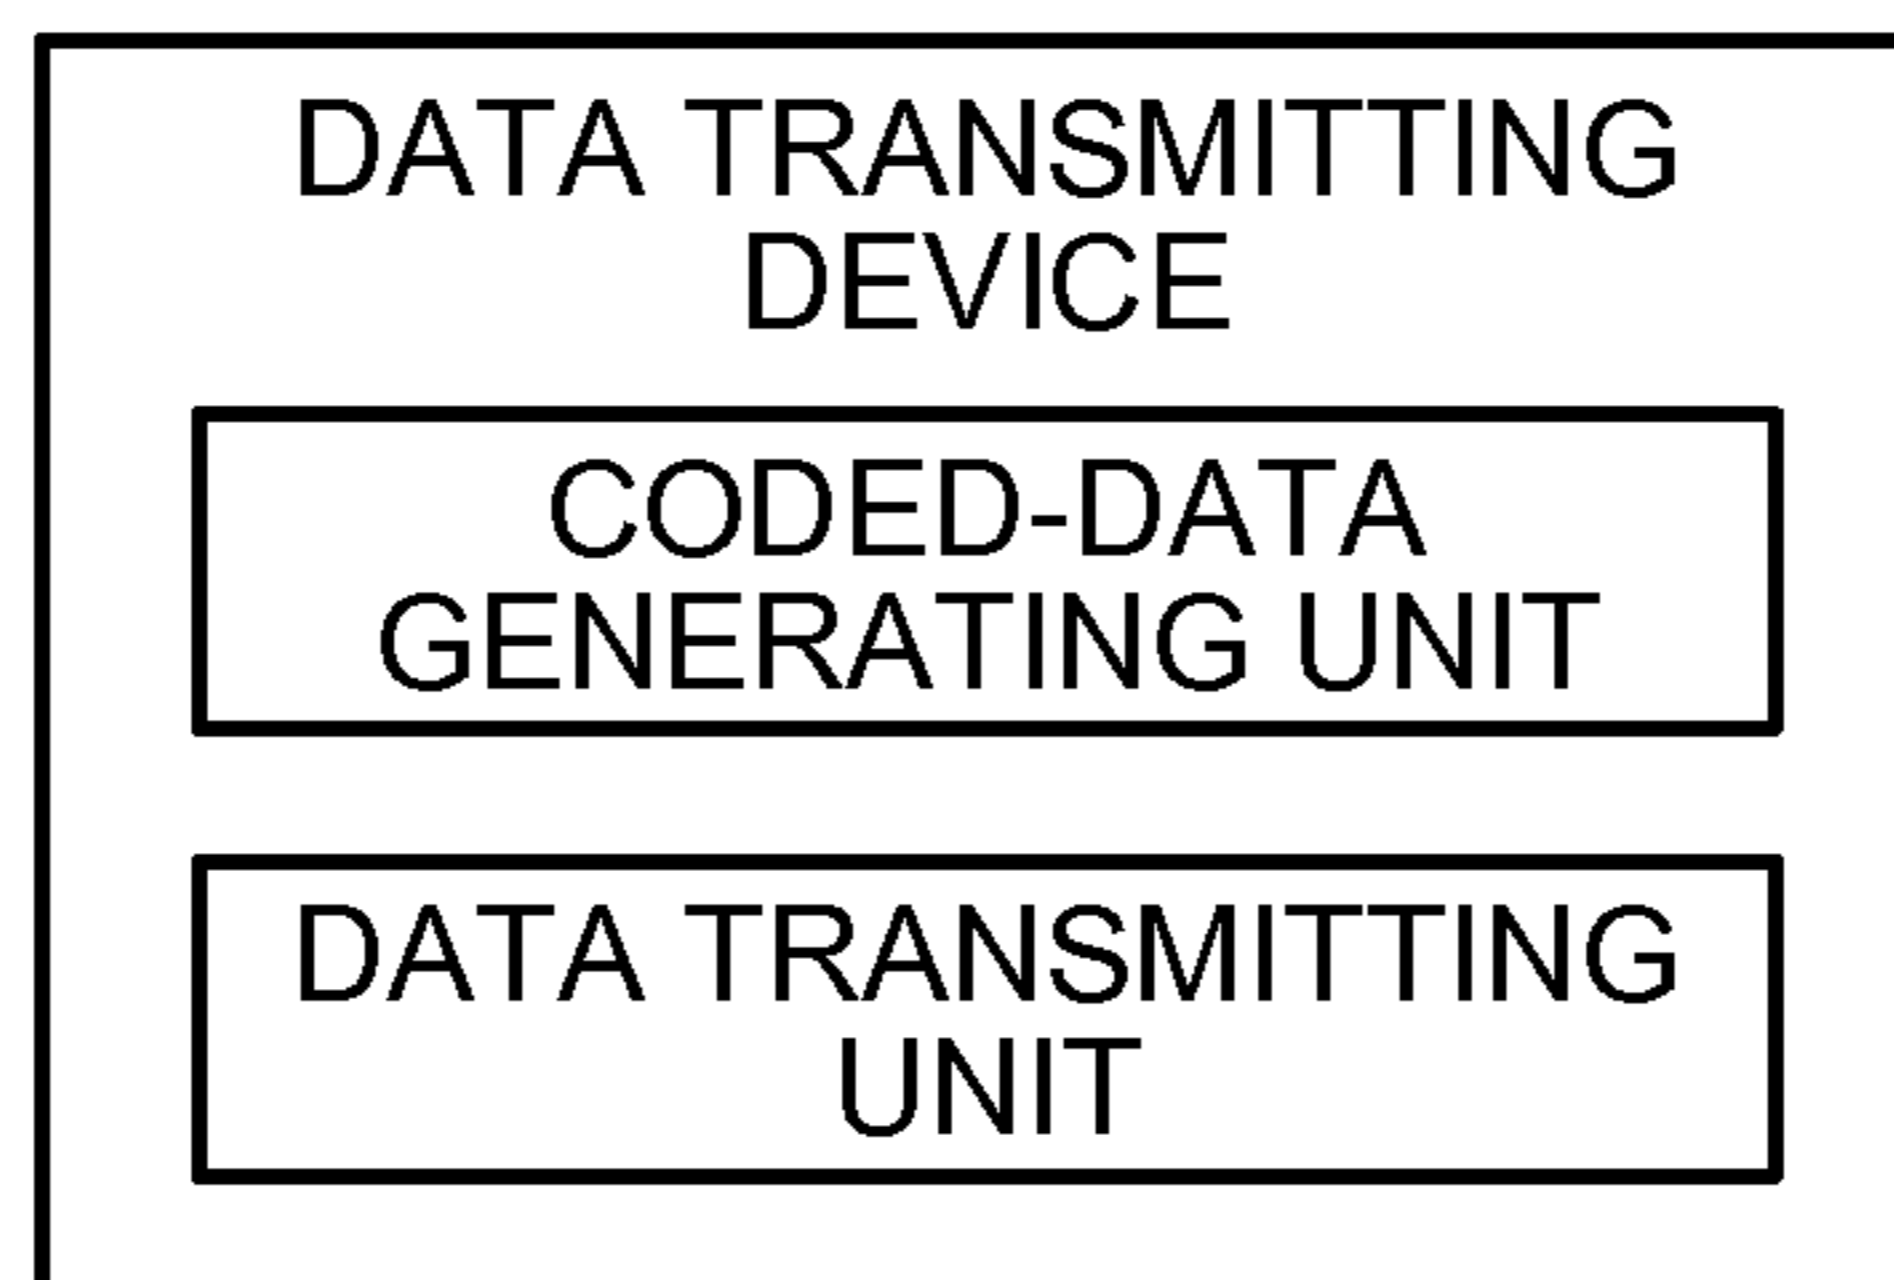 DATA TRANSMITTING
DEVICE
CODED-DATA
GENERATING UNIT
DATA TRANSMITTING
UNIT